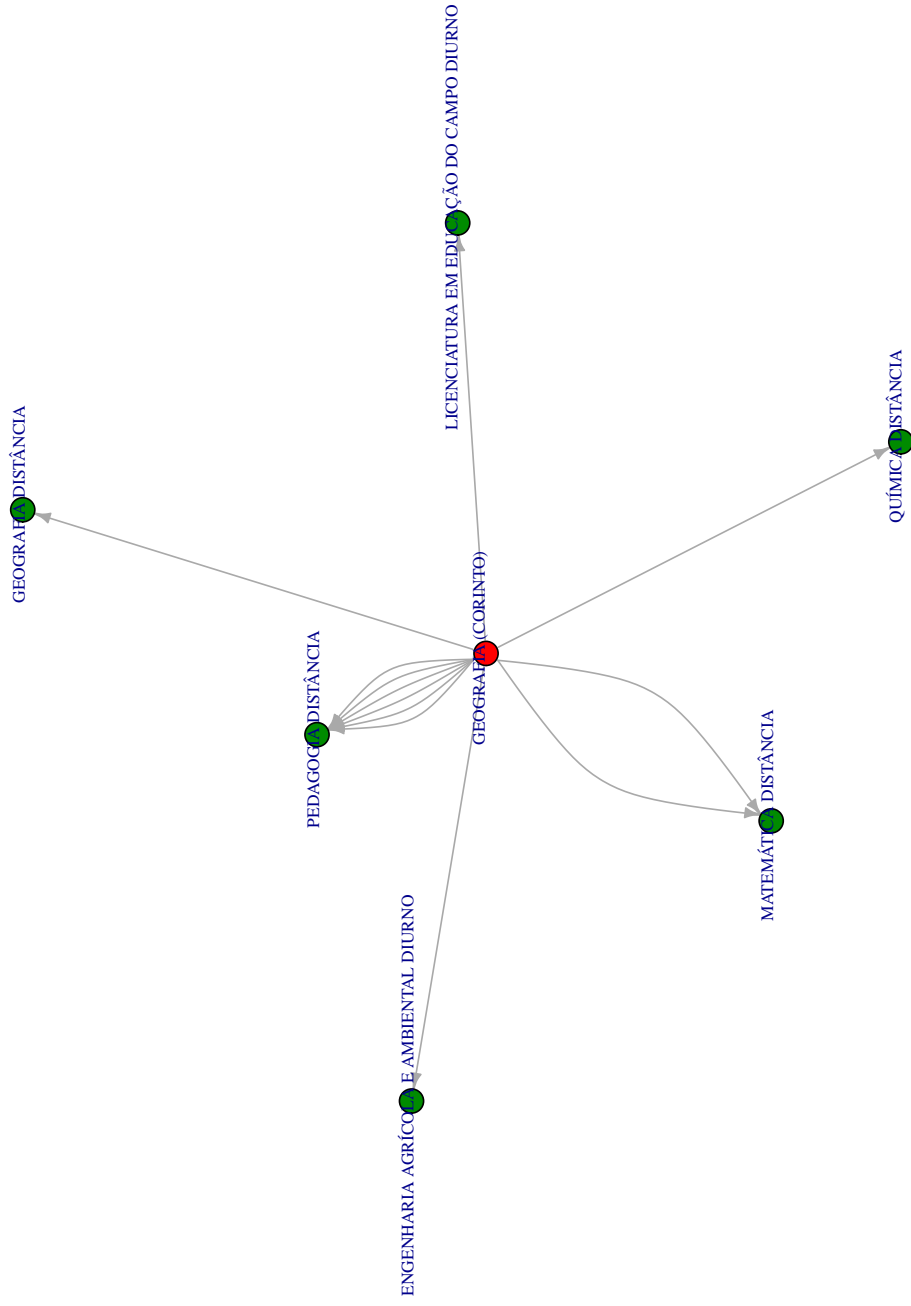 LICENCIATURA EM EDUCAÇÃO DO CAMPO DIURNO
GEOGRAFIA DISTÂNCIA
QUÍMICA DISTÂNCIA
GEOGRAFIA (CORINTO)
PEDAGOGIA DISTÂNCIA
MATEMÁTICA DISTÂNCIA
ENGENHARIA AGRÍCOLA E AMBIENTAL DIURNO